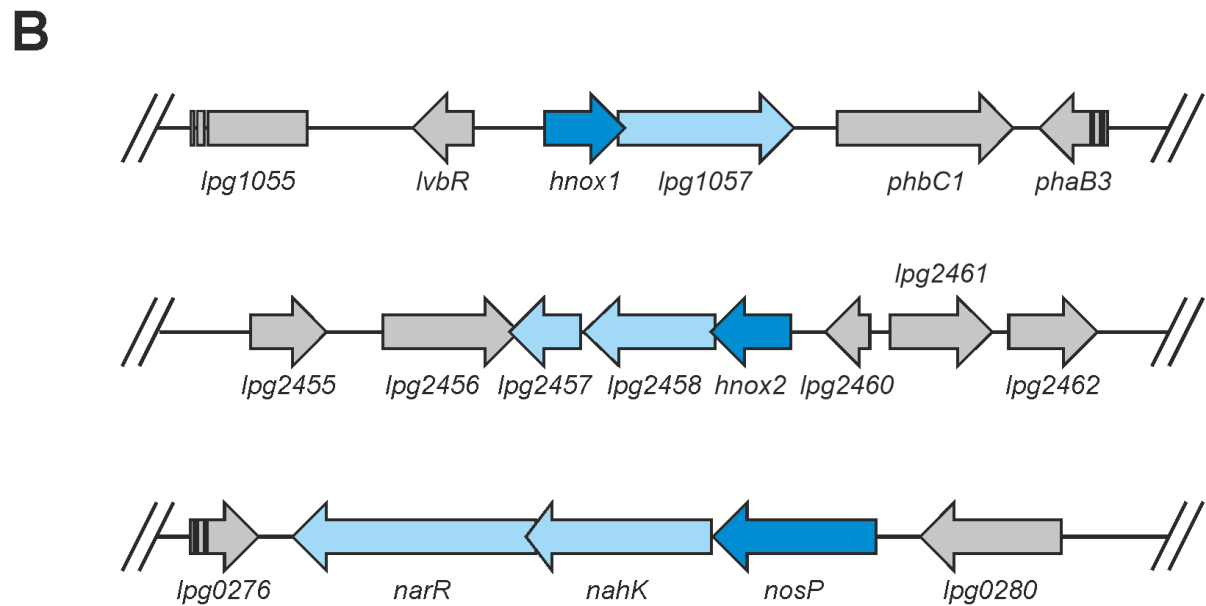 B
lpg1055 lvbR hnox1 lpg1057 phbC1 phaB3
lpg2461
lpg2455 lpg2456 lpg2457 lpg2458 hnox2 lpg2460 lpg2462
lpg0276 narR nahK nosP lpg0280